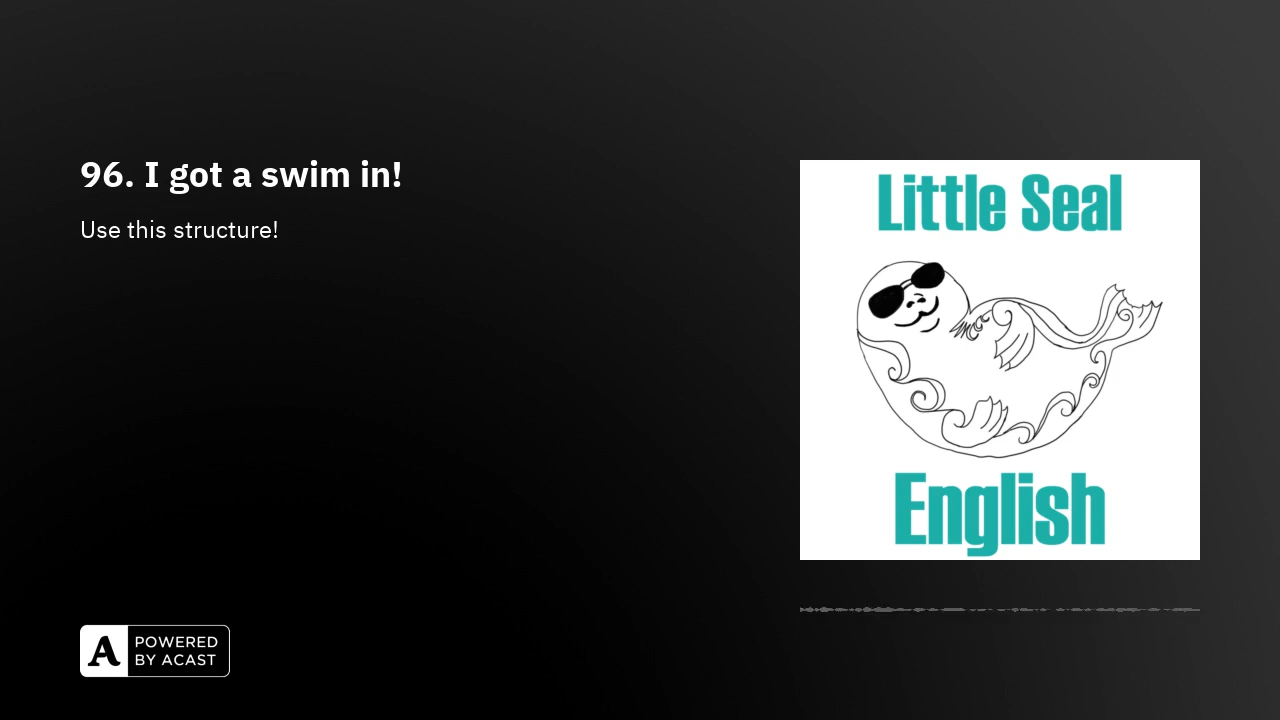 96. I got a swim in!
Use this structure!
Little Seal
English
A POWERED
BY ACAST